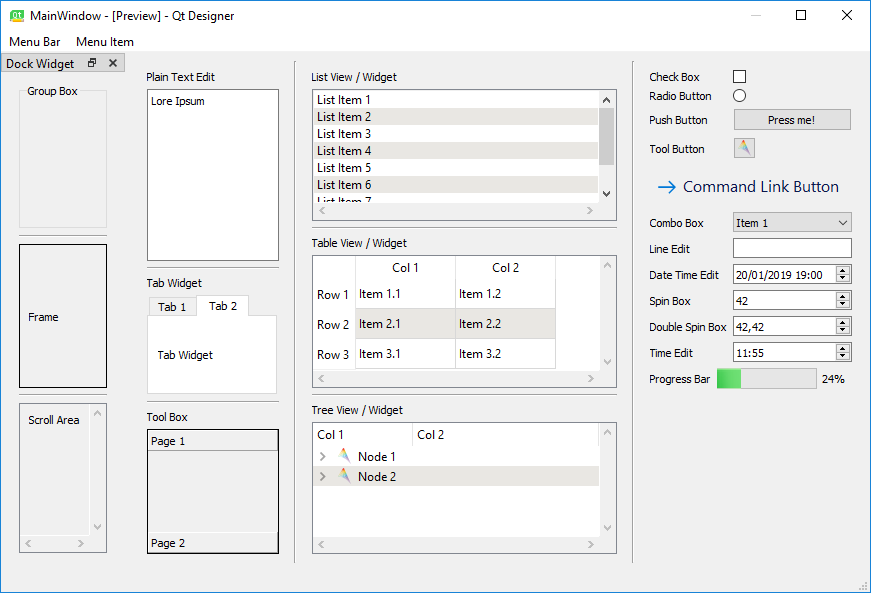 MainWindow - [Preview] - Qt Designer
Menu Bar Menu Item
Dock Widget
Group Box
Frame
Scroll Area
Plain Text Edit
Lore Ipsum
Tab Widget
Tab 1 Tab 2
Tab Widget
Tool Box
Page 1
Page 2
List View / Widget
List Item 1
List Item 2
List Item 3
List Item 4
List Item 5
List Item 6
List Item 7
Table View / Widget
Col 1 Col 2
Row 1 Item 1.1 Item 1.2
Row 2 Item 2.1 Item 2.2
Row 3 Item 3.1 Item 3.2
Tree View / Widget
Col 1 Col 2
Node 1
Node 2
Check Box
Radio Button
Push Button Press me!
Tool Button
Command Link Button
Combo Box Item 1
Line Edit
Date Time Edit 20/01/2019 19:00
Spin Box 42
Double Spin Box 42,42
Time Edit 11:55
Progress Bar 24%